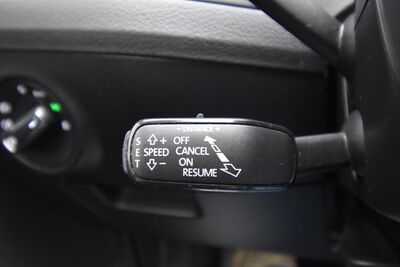 − DISTANCE +
S + OFF
E SPEED CANCEL
T − ON
RESUME